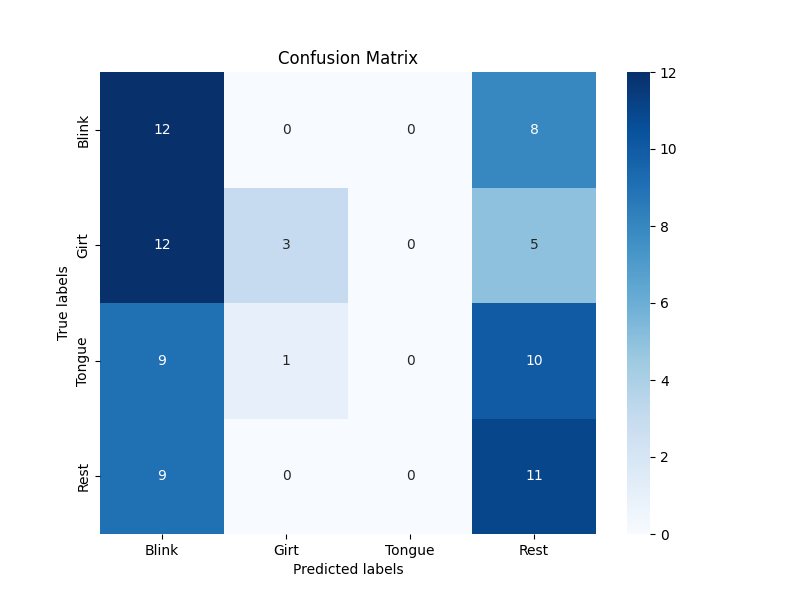 Confusion Matrix
12 0 0 8
12 3 0 5
9 1 0 10
9 0 0 11
Blink
Girt
Tongue
Rest
True labels
Blink Girt Tongue Rest
Predicted labels
12
10
8
6
4
2
0